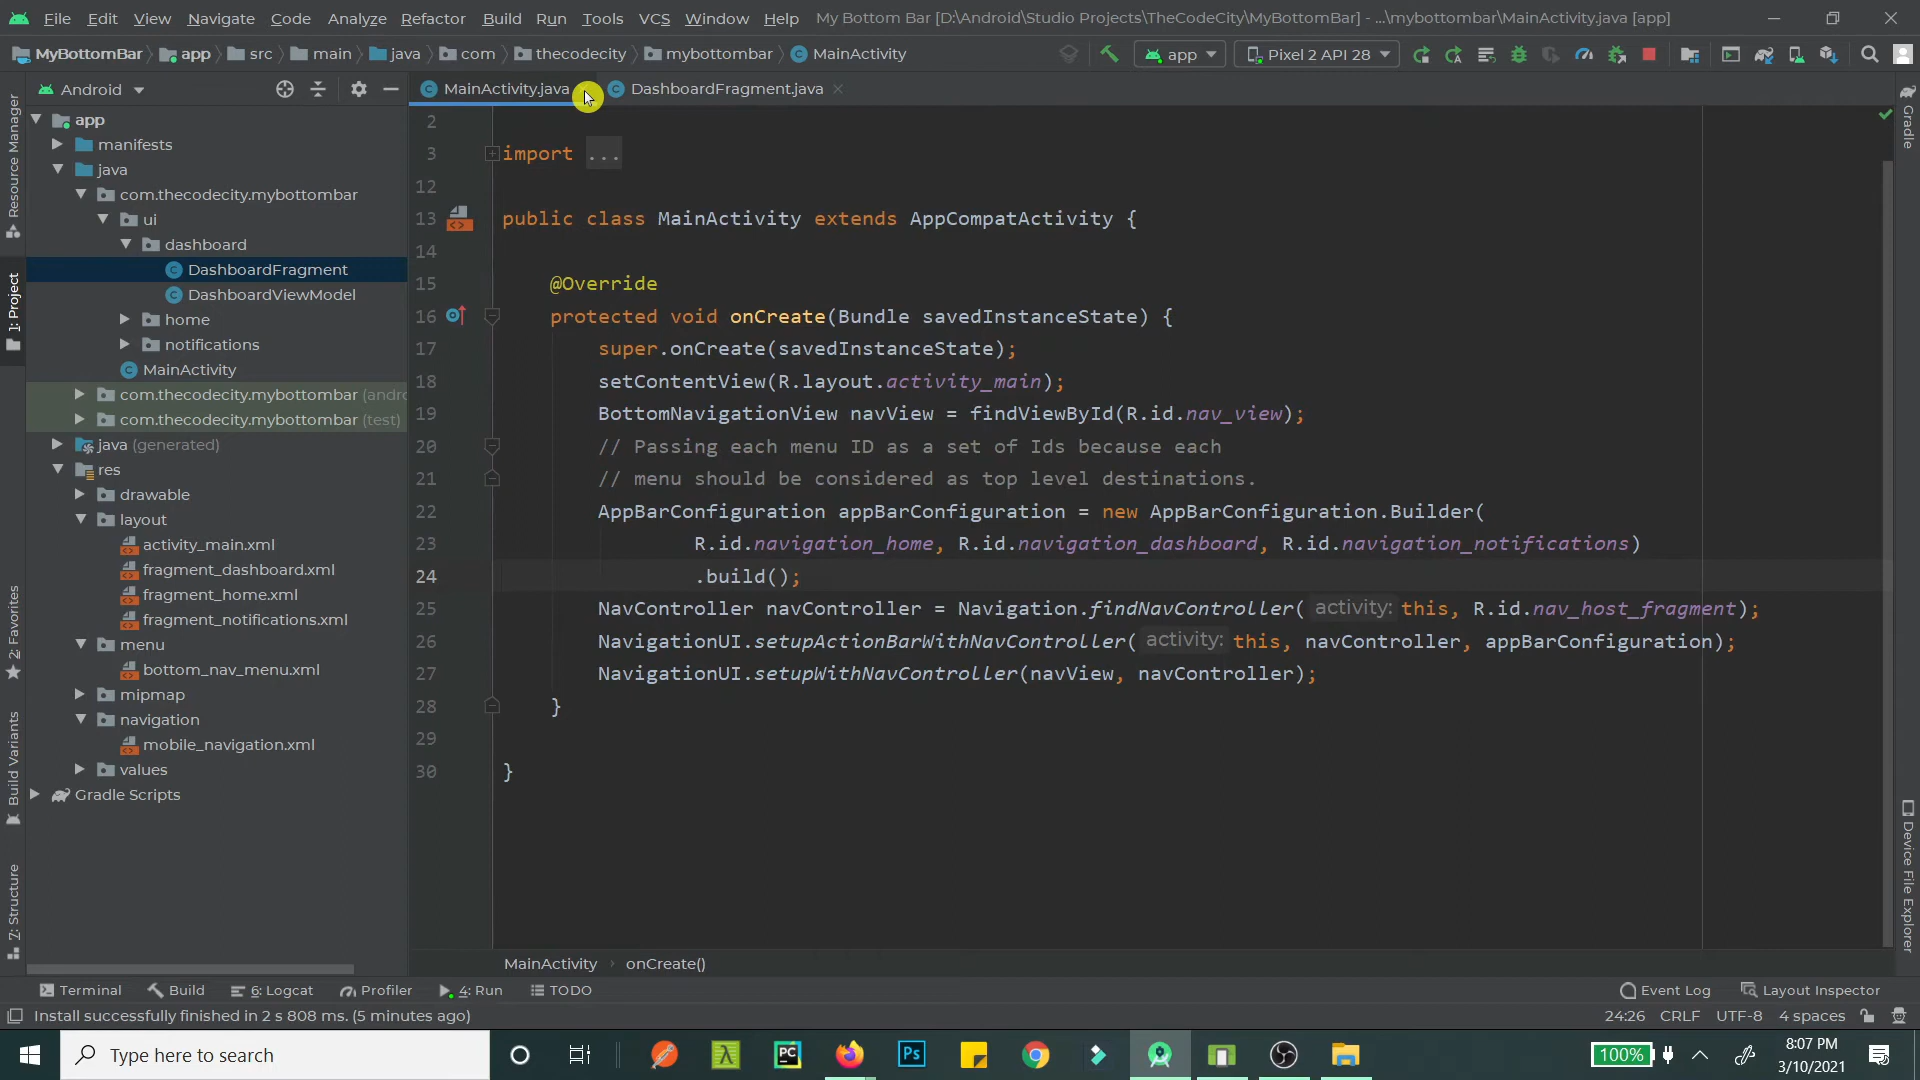 File Edit View Navigate Code Analyze Refactor Build Run Tools VCS Window Help My Bottom Bar [D:\Android\Studio Projects\TheCodeCity\MyBottomBar] - ...\mybottombar\MainActivity.java [app]
MyBottomBar app src main java com thecodecity mybottombar MainActivity app Pixel 2 API 28
Android MainActivity.java DashboardFragment.java
Resource Manager
1: Project
2: Favorites
Build Variants
7: Structure
app
manifests
java
com.thecodecity.mybottombar
ui
dashboard
DashboardFragment
DashboardViewModel
home
notifications
MainActivity
com.thecodecity.mybottombar (andro
com.thecodecity.mybottombar (test)
java (generated)
res
drawable
layout
activity_main.xml
fragment_dashboard.xml
fragment_home.xml
fragment_notifications.xml
menu
bottom_nav_menu.xml
mipmap
navigation
mobile_navigation.xml
values
Gradle Scripts
2
3 import ...
12
13 public class MainActivity extends AppCompatActivity {
14
15 @Override
16 protected void onCreate(Bundle savedInstanceState) {
17 super.onCreate(savedInstanceState);
18 setContentView(R.layout.activity_main);
19 BottomNavigationView navView = findViewById(R.id.nav_view);
20 // Passing each menu ID as a set of Ids because each
21 // menu should be considered as top level destinations.
22 AppBarConfiguration appBarConfiguration = new AppBarConfiguration.Builder(
23 R.id.navigation_home, R.id.navigation_dashboard, R.id.navigation_notifications)
24 .build();
25 NavController navController = Navigation.findNavController( activity: this, R.id.nav_host_fragment);
26 NavigationUI.setupActionBarWithNavController( activity: this, navController, appBarConfiguration);
27 NavigationUI.setupWithNavController(navView, navController);
28 }
29
30 }
Gradle
Device File Explorer
MainActivity onCreate()
Terminal Build 6: Logcat Profiler 4: Run TODO Event Log Layout Inspector
Install successfully finished in 2 s 808 ms. (5 minutes ago) 24:26 CRLF UTF-8 4 spaces
Type here to search PC Ps 100% 8:07 PM
3/10/2021